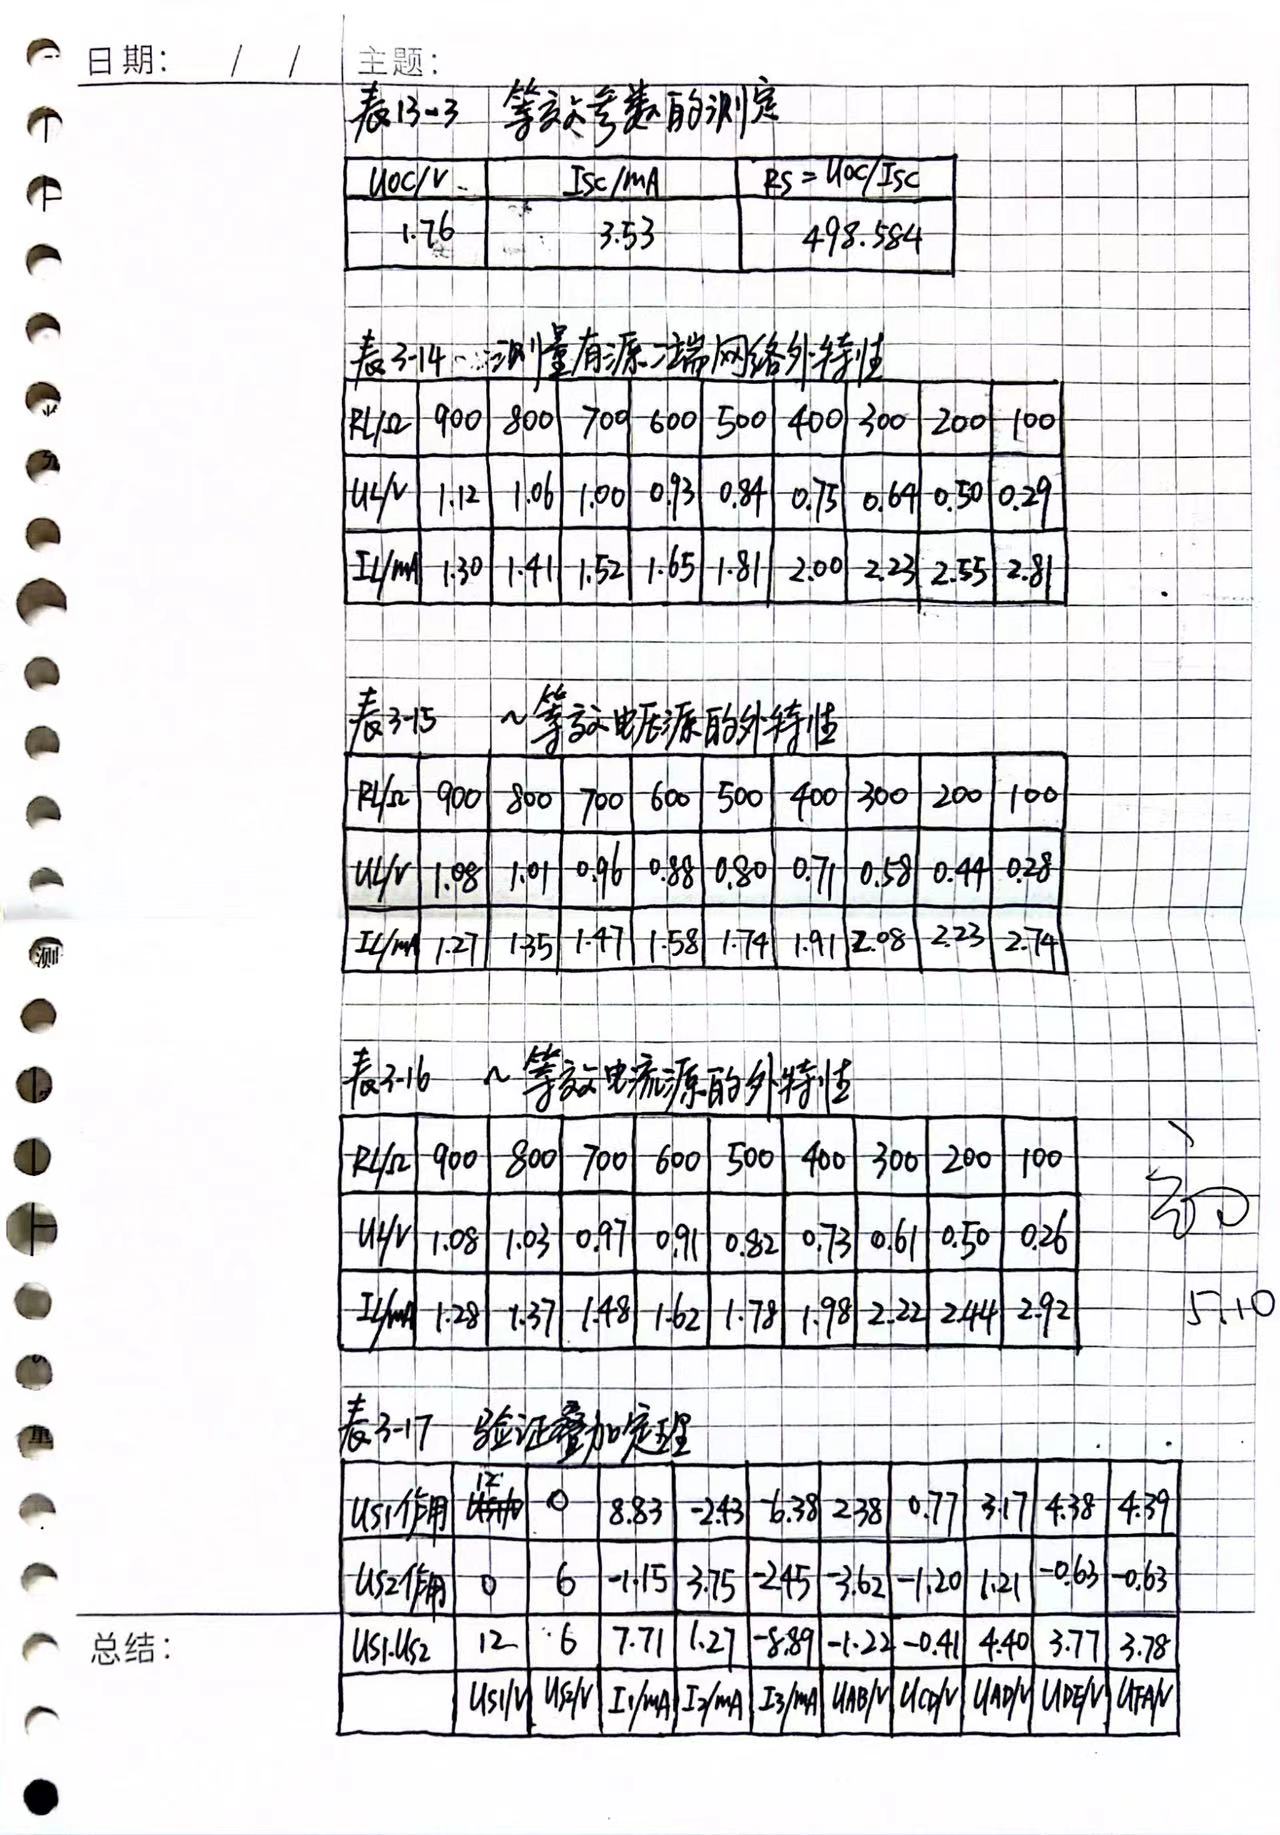 日期: / / 主题:
表13-3 等效参数的测定
UOC/V ISC/mA RS=UOC/ISC
1.76 3.53 498.584
表3-14 测量有源二端网络外特性
RL/Ω 900 800 700 600 500 400 300 200 100
UL/V 1.12 1.06 1.00 0.93 0.84 0.75 0.64 0.50 0.29
IL/mA 1.30 1.41 1.52 1.65 1.81 2.00 2.23 2.55 2.81
表3-15 ~等效电压源的外特性
RL/Ω 900 800 700 600 500 400 300 200 100
UL/V 1.08 1.01 0.96 0.88 0.80 0.71 0.58 0.44 0.28
IL/mA 1.27 1.35 1.47 1.58 1.74 1.91 2.08 2.23 2.74
表3-16 ~等效电流源的外特性
RL/Ω 900 800 700 600 500 400 300 200 100
UL/V 1.08 1.03 0.97 0.91 0.82 0.73 0.61 0.50 0.26
IL/mA 1.28 1.37 1.48 1.62 1.78 1.98 2.22 2.44 2.92
5.10
表3-17 验证叠加定理
US1作用 12 0 8.83 -2.43 -6.38 2.38 0.77 3.17 4.38 4.39
US2作用 0 6 -1.15 3.75 -2.45 -3.62 -1.20 1.21 -0.63 -0.63
US1.US2 12 6 7.71 1.27 -8.89 -1.22 -0.41 4.40 3.77 3.78
US1/V US2/V I1/mA I2/mA I3/mA UAB/V UCD/V UAD/V UDE/V UFA/V
总结: